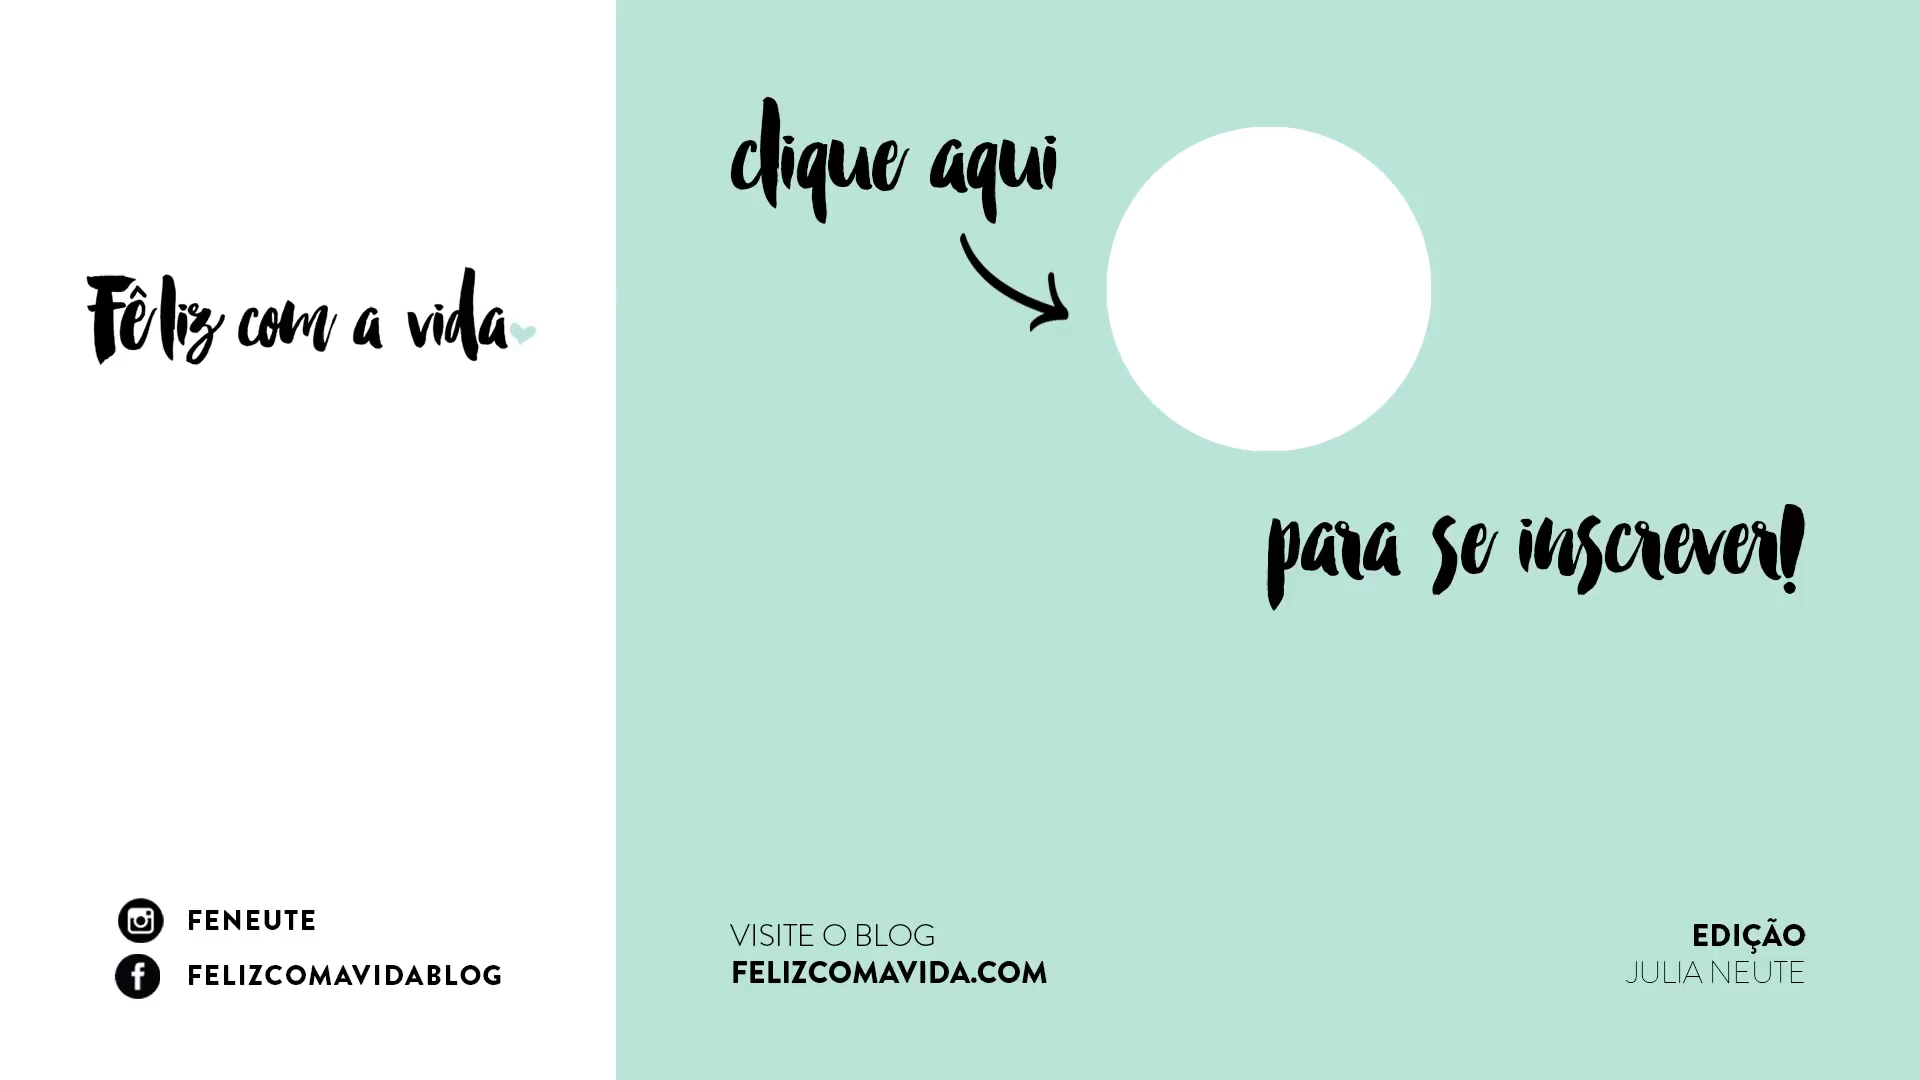 Fêliz com a vida
clique aqui
para se inscrever!
FENEUTE
FELIZCOMAVIDABLOG
VISITE O BLOG
FELIZCOMAVIDA.COM
EDIÇÃO
JULIA NEUTE